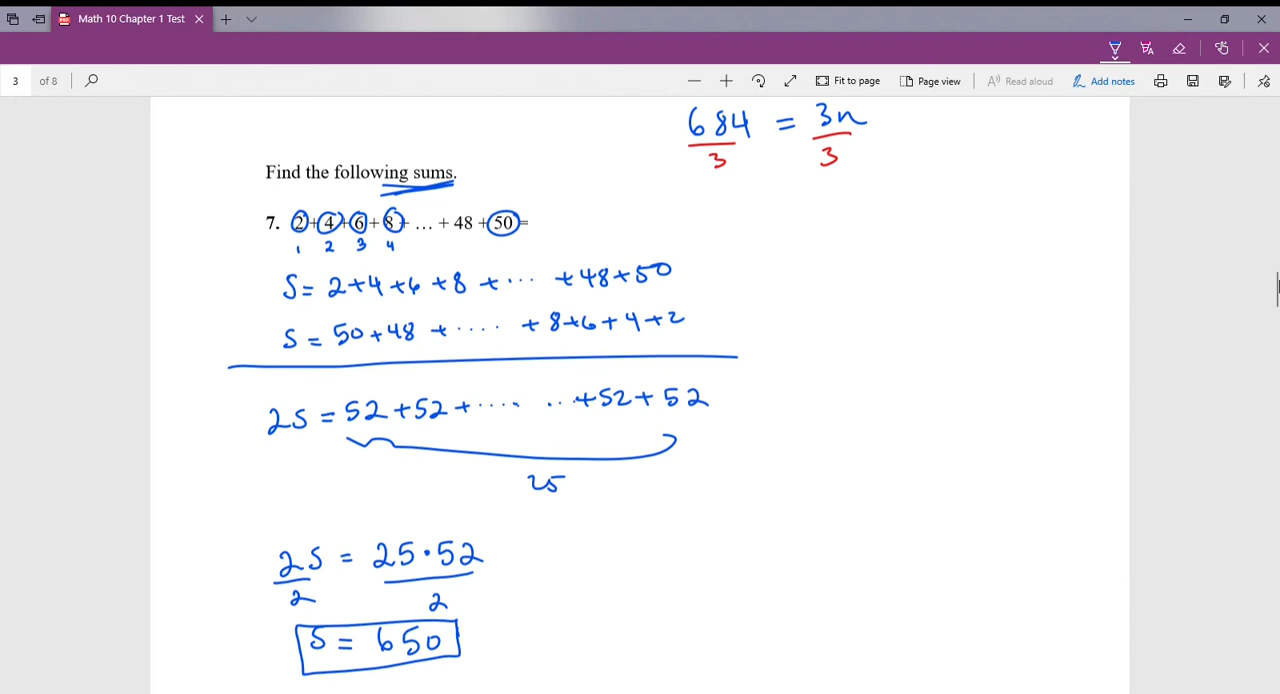 Math 10 Chapter 1 Test
3 of 8
Fit to page
Page view
Read aloud
Add notes
684 = 3n
3 3
Find the following sums.
7. 2+4+6+8+ … + 48 +50=
1 2 3 4
S = 2+4+6+8+ ... +48+50
S = 50+48+ .... +8+6+4+2
2S = 52+52+ .... .. +52+52
25
2S = 25·52
2 2
S = 650